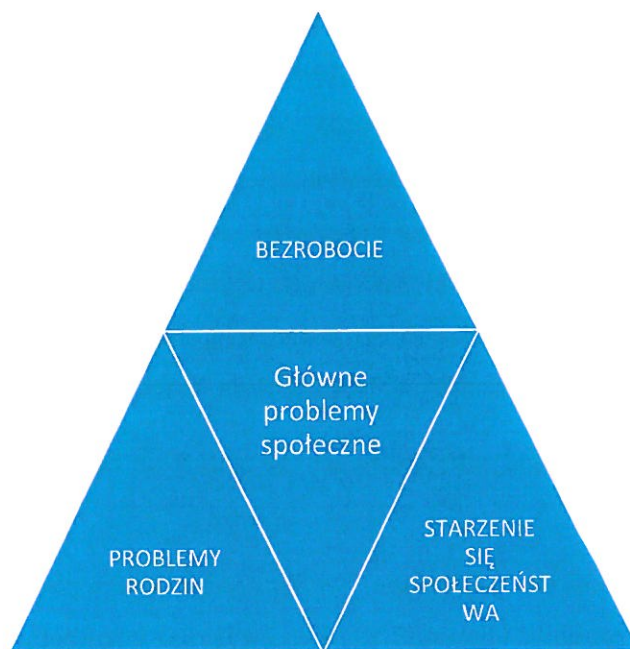 BEZROBOCIE
Główne
problemy
społeczne
PROBLEMY
RODZIN
STARZENIE
SIĘ
SPOŁECZEŃST
WA